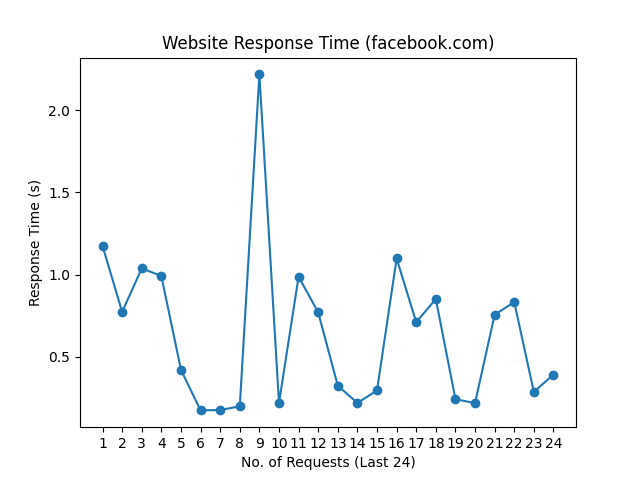 Website Response Time (facebook.com)
Response Time (s)
2.0
1.5
1.0
0.5
1 2 3 4 5 6 7 8 9 10 11 12 13 14 15 16 17 18 19 20 21 22 23 24
No. of Requests (Last 24)